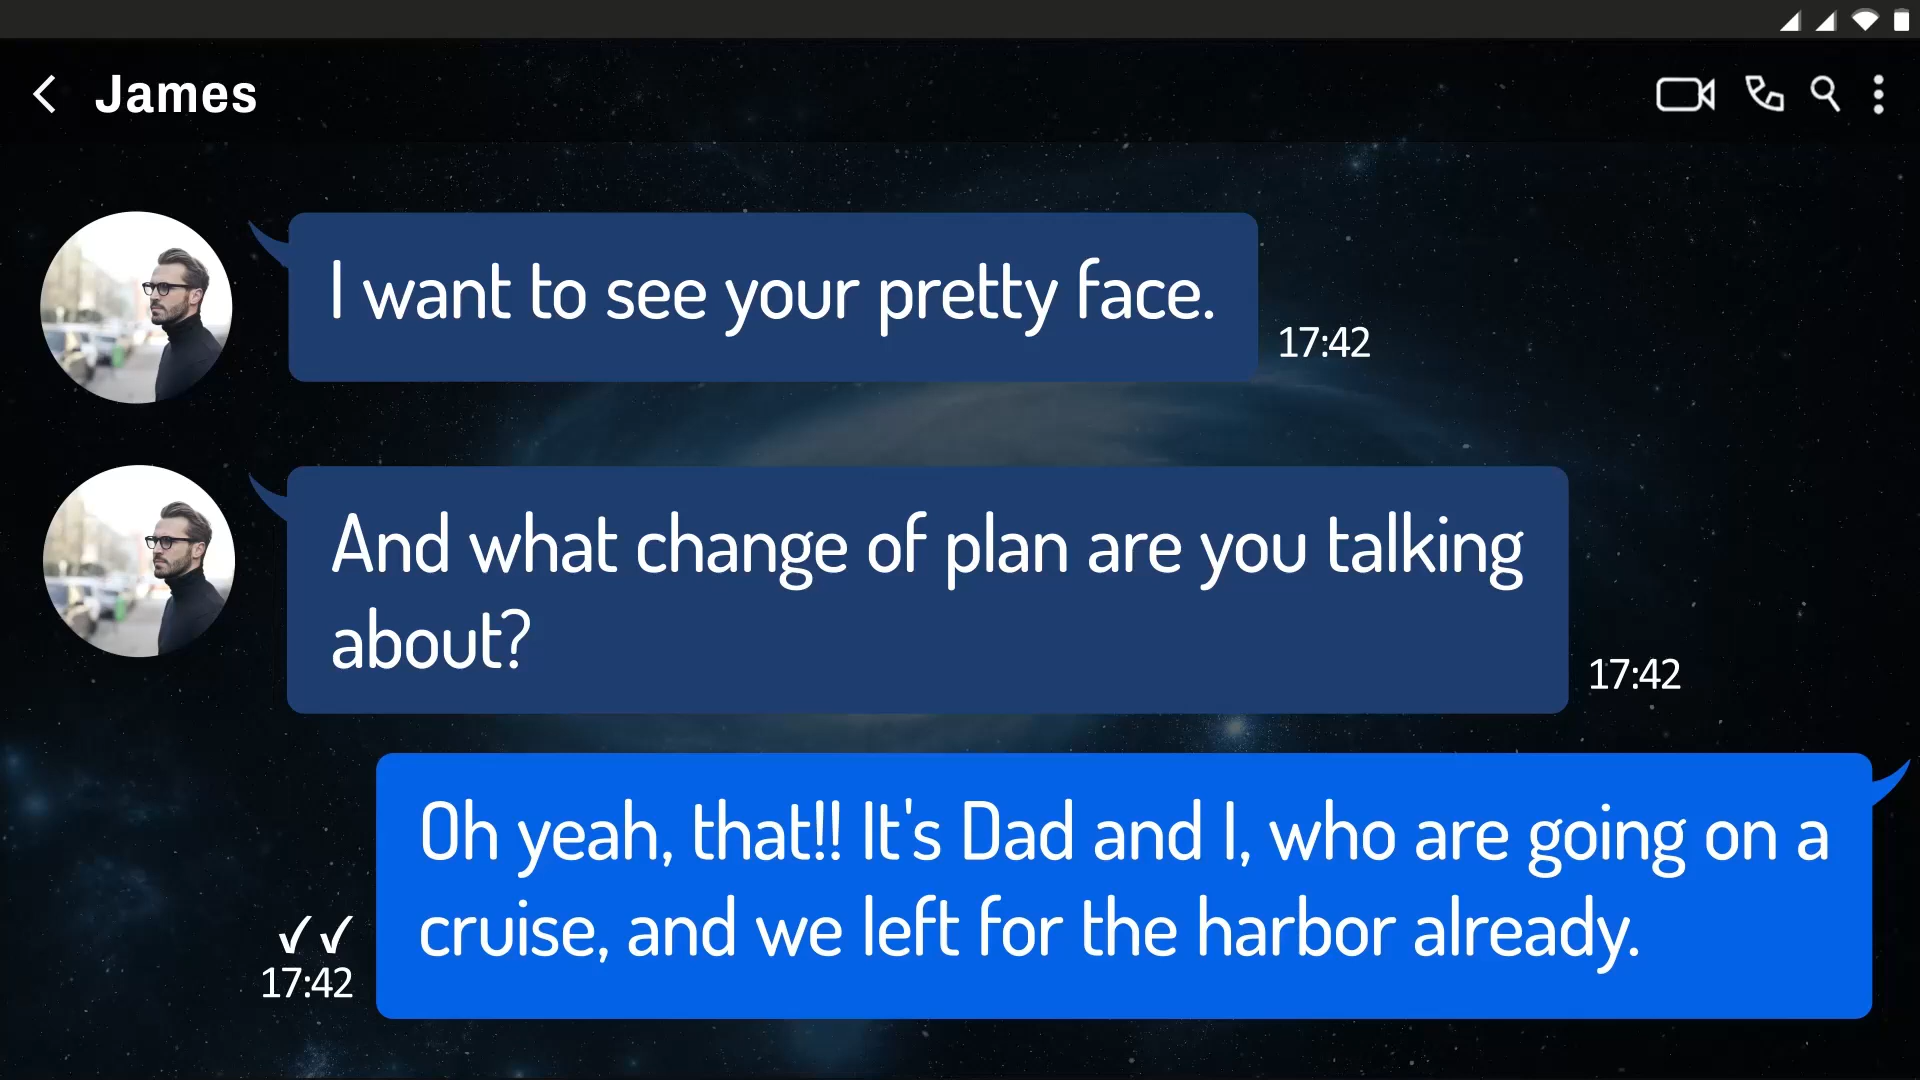 James
I want to see your pretty face.
17:42
And what change of plan are you talking
about?
17:42
Oh yeah, that!! It's Dad and I, who are going on a
cruise, and we left for the harbor already.
17:42